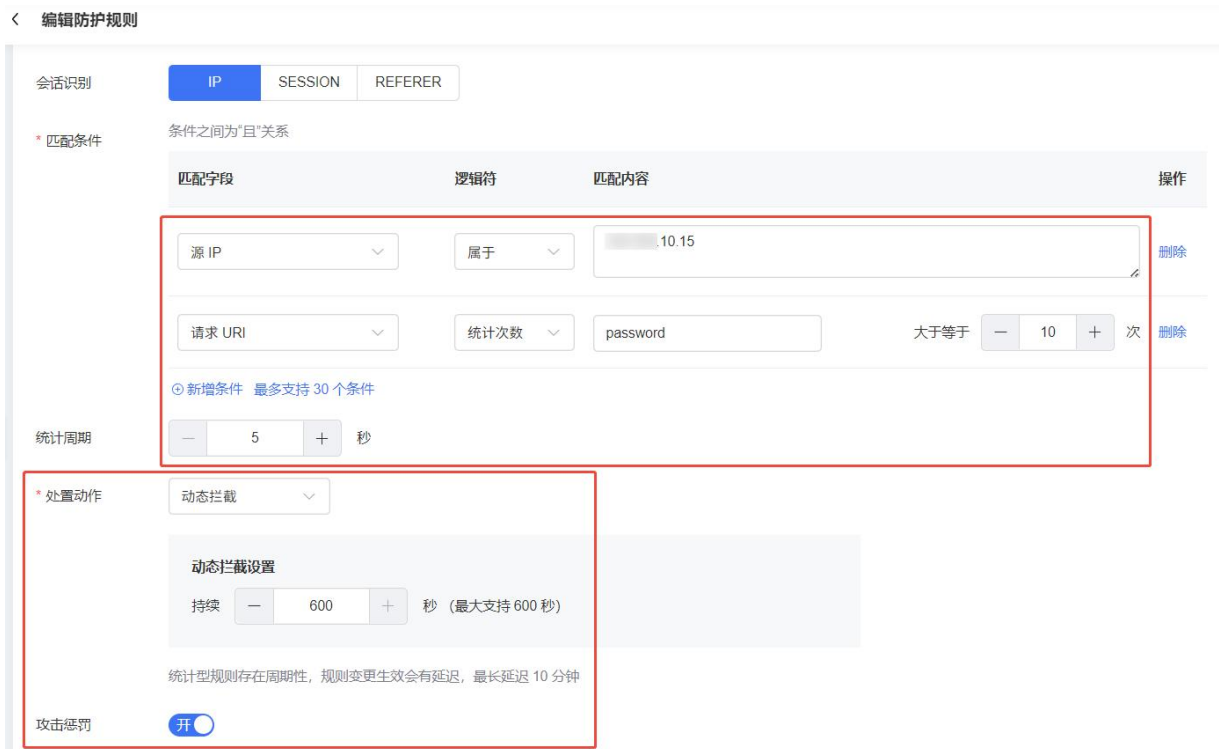 编辑防护规则
会话识别 IP SESSION REFERER
* 匹配条件 条件之间为“且”关系
匹配字段 逻辑符 匹配内容 操作
源 IP 属于 .10.15 删除
请求 URI 统计次数 password 大于等于 — 10 + 次 删除
新增条件 最多支持 30 个条件
统计周期 — 5 + 秒
* 处置动作 动态拦截
动态拦截设置
持续 — 600 + 秒 (最大支持 600 秒)
统计型规则存在周期性，规则变更生效会有延迟，最长延迟 10 分钟
攻击惩罚 开